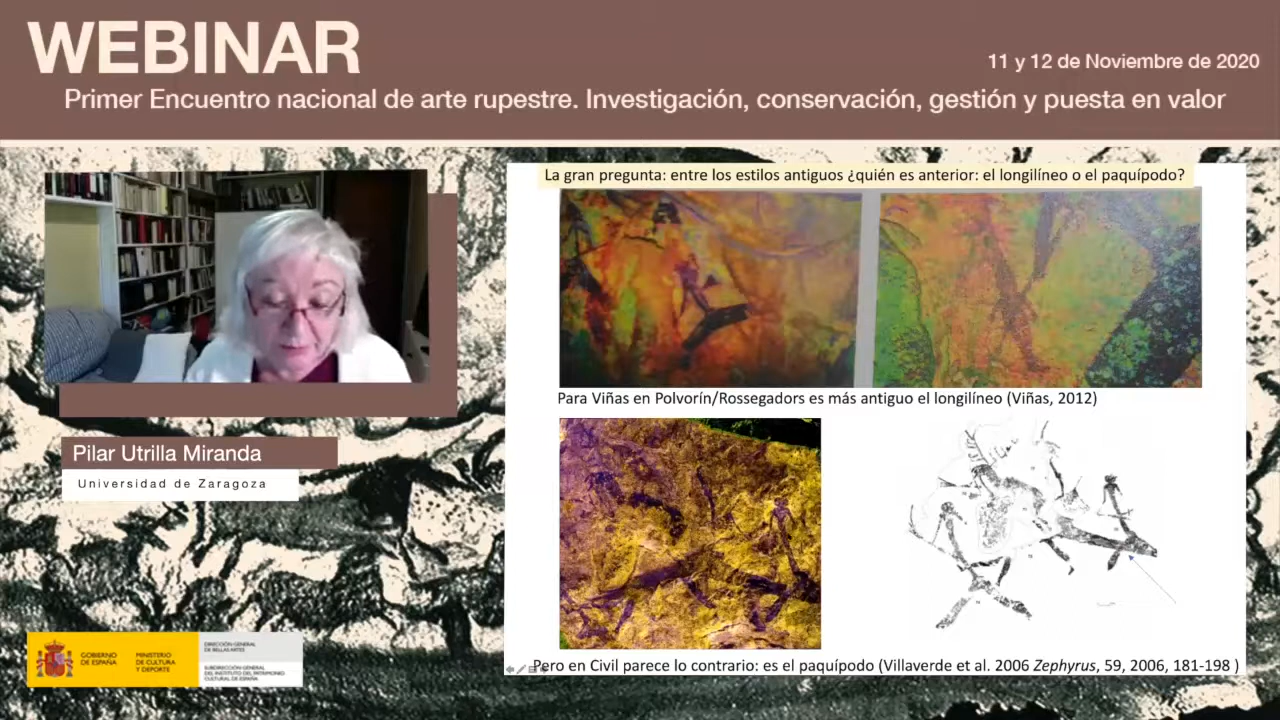 WEBINAR
11 y 12 de Noviembre de 2020
Primer Encuentro nacional de arte rupestre. Investigación, conservación, gestión y puesta en valor
La gran pregunta: entre los estilos antiguos ¿quién es anterior: el longilíneo o el paquípodo?
Para Viñas en Polvorín/Rossegadors es más antiguo el longilíneo (Viñas, 2012)
Pero en Civil parece lo contrario: es el paquípodo (Villaverde et al. 2006 Zephyrus, 59, 2006, 181-198 )
Pilar Utrilla Miranda
Universidad de Zaragoza
GOBIERNO
DE ESPAÑA
MINISTERIO
DE CULTURA
Y DEPORTE
DIRECCIÓN GENERAL
DE BELLAS ARTES
SUBDIRECCIÓN GENERAL
DEL INSTITUTO DEL PATRIMONIO
CULTURAL DE ESPAÑA